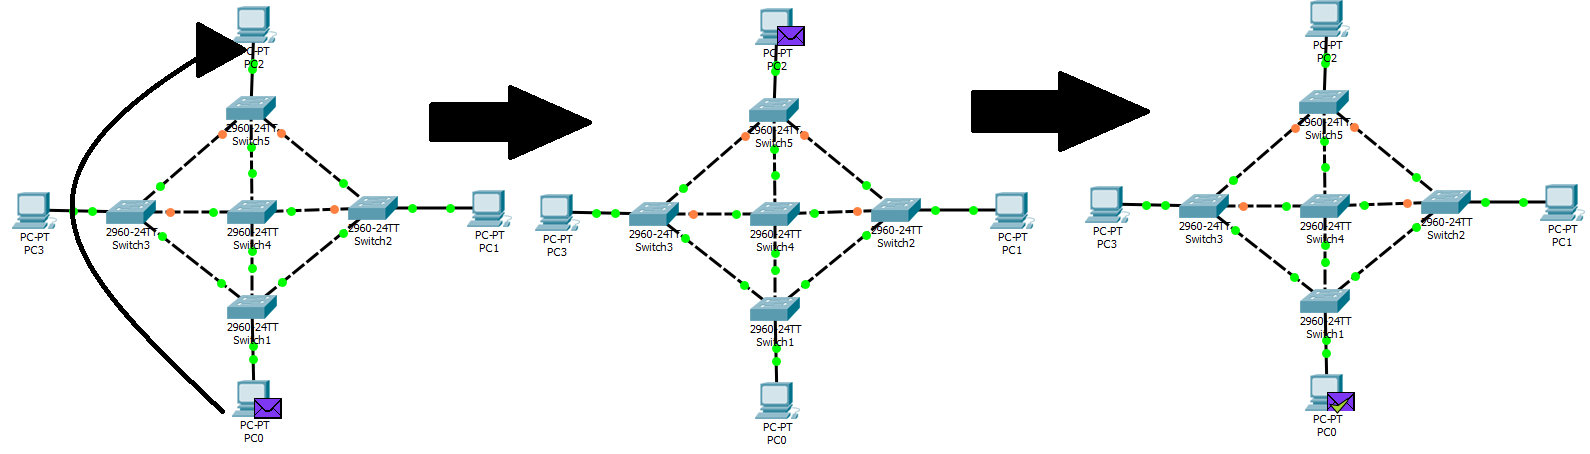 PC-PT
PC2
2960-24TT
Switch5
PC-PT
PC3
2960-24TT
Switch3
2960-24TT
Switch4
2960-24TT
Switch2
PC-PT
PC1
2960-24TT
Switch1
PC-PT
PC0
PC-PT
PC2
2960-24TT
Switch5
PC-PT
PC3
2960-24TT
Switch3
2960-24TT
Switch4
2960-24TT
Switch2
PC-PT
PC1
2960-24TT
Switch1
PC-PT
PC0
PC-PT
PC2
2960-24TT
Switch5
PC-PT
PC3
2960-24TT
Switch3
2960-24TT
Switch4
2960-24TT
Switch2
PC-PT
PC1
2960-24TT
Switch1
PC-PT
PC0